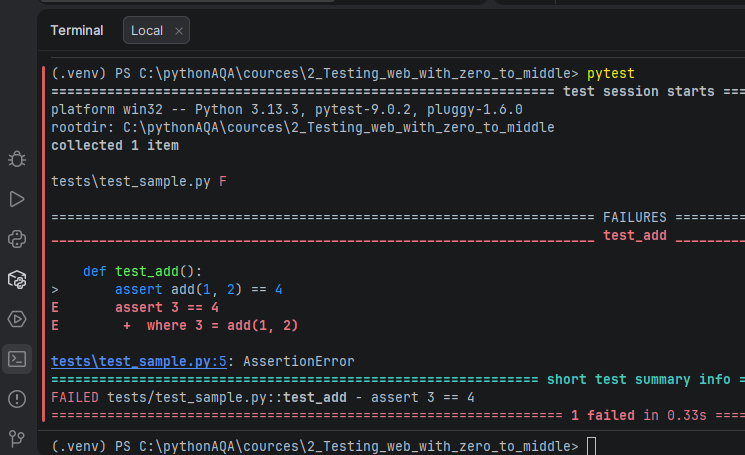 Terminal Local ×
(.venv) PS C:\pythonAQA\cources\2_Testing_web_with_zero_to_middle> pytest
=============================================================== test session starts ===
platform win32 -- Python 3.13.3, pytest-9.0.2, pluggy-1.6.0
rootdir: C:\pythonAQA\cources\2_Testing_web_with_zero_to_middle
collected 1 item
tests\test_sample.py F
==================================================================== FAILURES =========
____________________________________________________________________ test_add _________
def test_add():
> assert add(1, 2) == 4
E assert 3 == 4
E + where 3 = add(1, 2)
tests\test_sample.py:5: AssertionError
============================================================= short test summary info =
FAILED tests/test_sample.py::test_add - assert 3 == 4
================================================================ 1 failed in 0.33s ====
(.venv) PS C:\pythonAQA\cources\2_Testing_web_with_zero_to_middle>